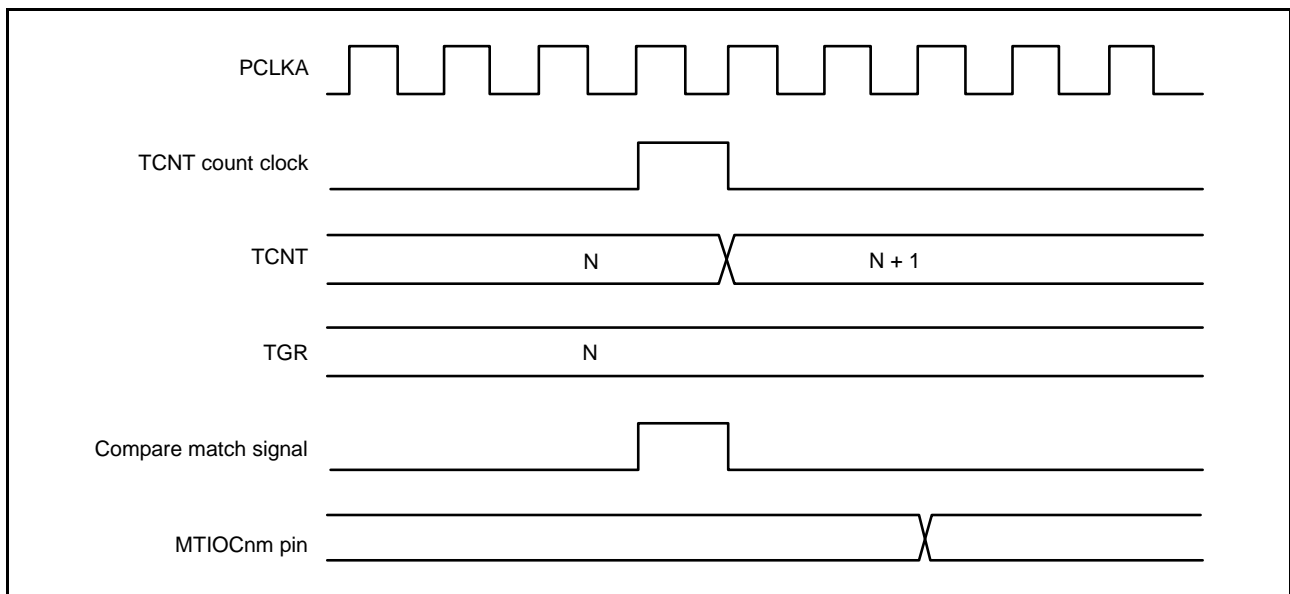 PCLKA
TCNT count clock
TCNT
N
N + 1
TGR
N
Compare match signal
MTIOCnm pin